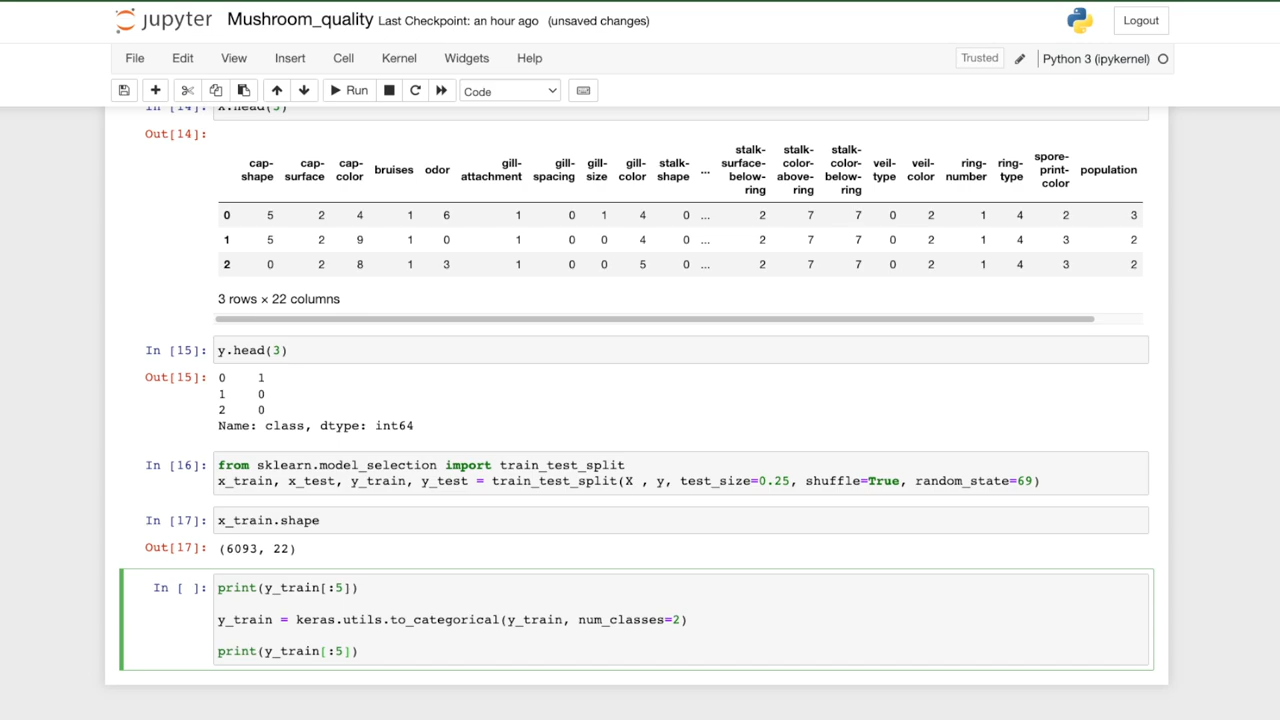 jupyter Mushroom_quality Last Checkpoint: an hour ago (unsaved changes) Logout
File Edit View Insert Cell Kernel Widgets Help Trusted Python 3 (ipykernel)
Run Code
In [14]: x.head(3)
Out[14]:
cap-shape cap-surface cap-color bruises odor gill-attachment gill-spacing gill-size gill-color stalk-shape ... stalk-surface-below-ring stalk-color-above-ring stalk-color-below-ring veil-type veil-color ring-number ring-type spore-print-color population
0 5 2 4 1 6 1 0 1 4 0 ... 2 7 7 0 2 1 4 2 3
1 5 2 9 1 0 1 0 0 4 0 ... 2 7 7 0 2 1 4 3 2
2 0 2 8 1 3 1 0 0 5 0 ... 2 7 7 0 2 1 4 3 2
3 rows × 22 columns
In [15]: y.head(3)
Out[15]: 0 1
1 0
2 0
Name: class, dtype: int64
In [16]: from sklearn.model_selection import train_test_split
x_train, x_test, y_train, y_test = train_test_split(X , y, test_size=0.25, shuffle=True, random_state=69)
In [17]: x_train.shape
Out[17]: (6093, 22)
In [ ]: print(y_train[:5])
y_train = keras.utils.to_categorical(y_train, num_classes=2)
print(y_train[:5])